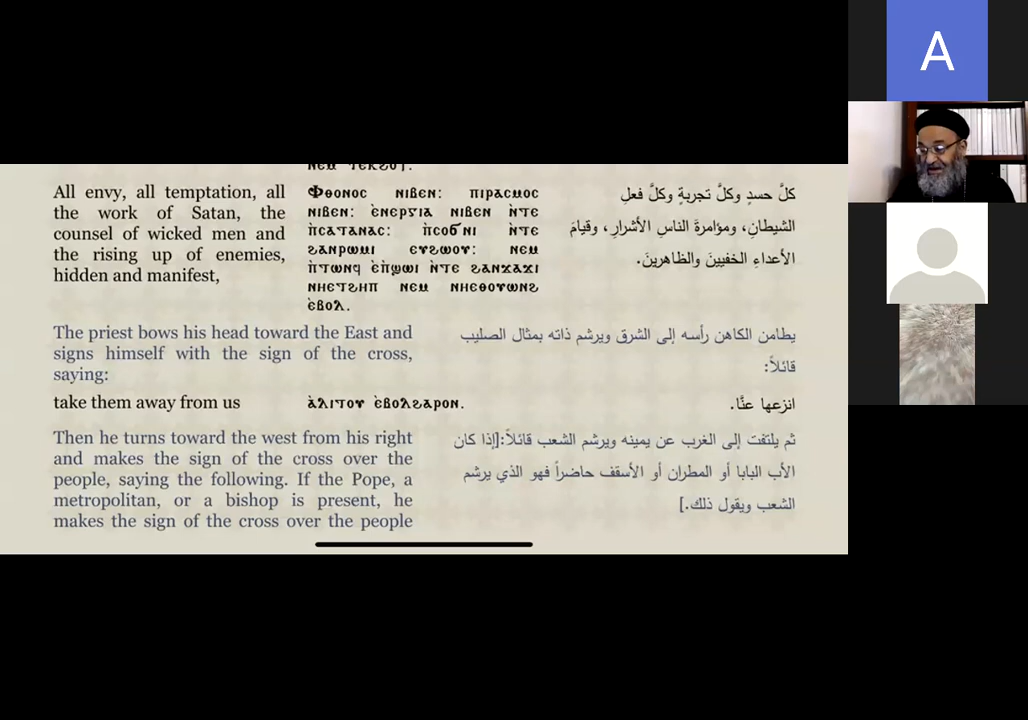 A
All envy, all temptation, all
the work of Satan, the
counsel of wicked men and
the rising up of enemies,
hidden and manifest,
Ⲫⲑⲟⲛⲟⲥ ⲛⲓⲃⲉⲛ: ⲡⲓⲣⲁⲥⲙⲟⲥ
ⲛⲓⲃⲉⲛ: ⲉ̀ⲛⲉⲣⲅⲓⲁ ⲛⲓⲃⲉⲛ ⲛ̀ⲧⲉ
ⲡ̀ⲥⲁⲧⲁⲛⲁⲥ: ⲡ̀ⲥⲟϭⲛⲓ ⲛ̀ⲧⲉ
ϩⲁⲛⲣⲱⲙⲓ ⲉⲩϩⲱⲟⲩ: ⲛⲉⲙ
ⲡ̀ⲧⲱⲛϥ ⲉ̀ⲡϣⲱⲓ ⲛ̀ⲧⲉ ϩⲁⲛϫⲁϫⲓ
ⲛⲏⲉⲧϩⲏⲡ ⲛⲉⲙ ⲛⲏⲉⲑⲟⲩⲱⲛϩ
ⲉ̀ⲃⲟⲗ.
كلَّ حسدٍ وكلَّ تجربةٍ وكلَّ فعلِ
الشيطانِ، ومؤامرةَ الناسِ الأشرارِ، وقيامَ
الأعداءِ الخفيينَ والظاهرينَ.
The priest bows his head toward the East and
signs himself with the sign of the cross,
saying:
يطامن الكاهن رأسه إلى الشرق ويرشم ذاته بمثال الصليب
قائلاً:
take them away from us
ⲁ̀ⲗⲓⲧⲟⲩ ⲉ̀ⲃⲟⲗϩⲁⲣⲟⲛ.
انزعها عنَّا.
Then he turns toward the west from his right
and makes the sign of the cross over the
people, saying the following. If the Pope, a
metropolitan, or a bishop is present, he
makes the sign of the cross over the people
ثم يلتفت إلى الغرب عن يمينه ويرشم الشعب قائلاً:[إذا كان
الأب البابا أو المطران أو الأسقف حاضراً فهو الذي يرشم
الشعب ويقول ذلك.]